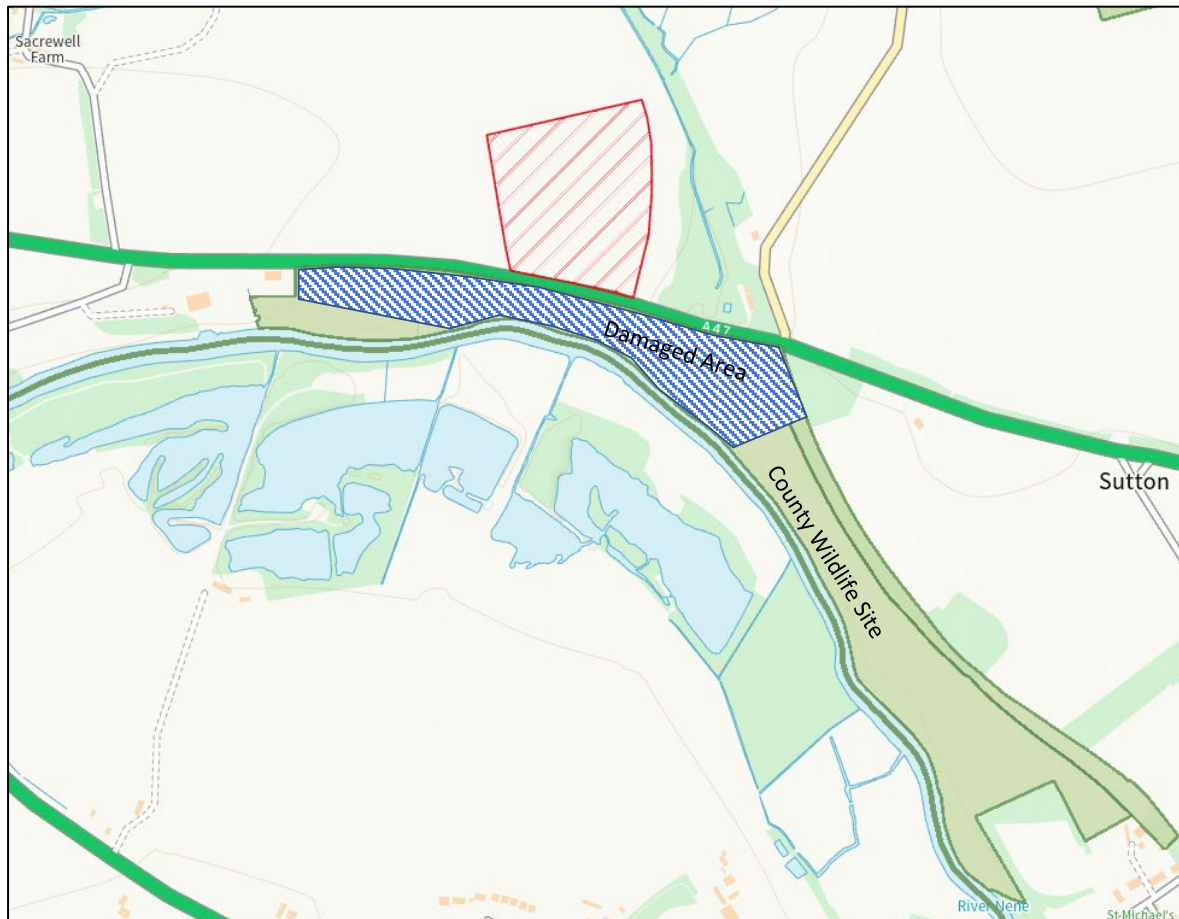 Sacrewell
Farm
A47
Damaged Area
Sutton
County Wildlife Site
River Nene
St-Michael's